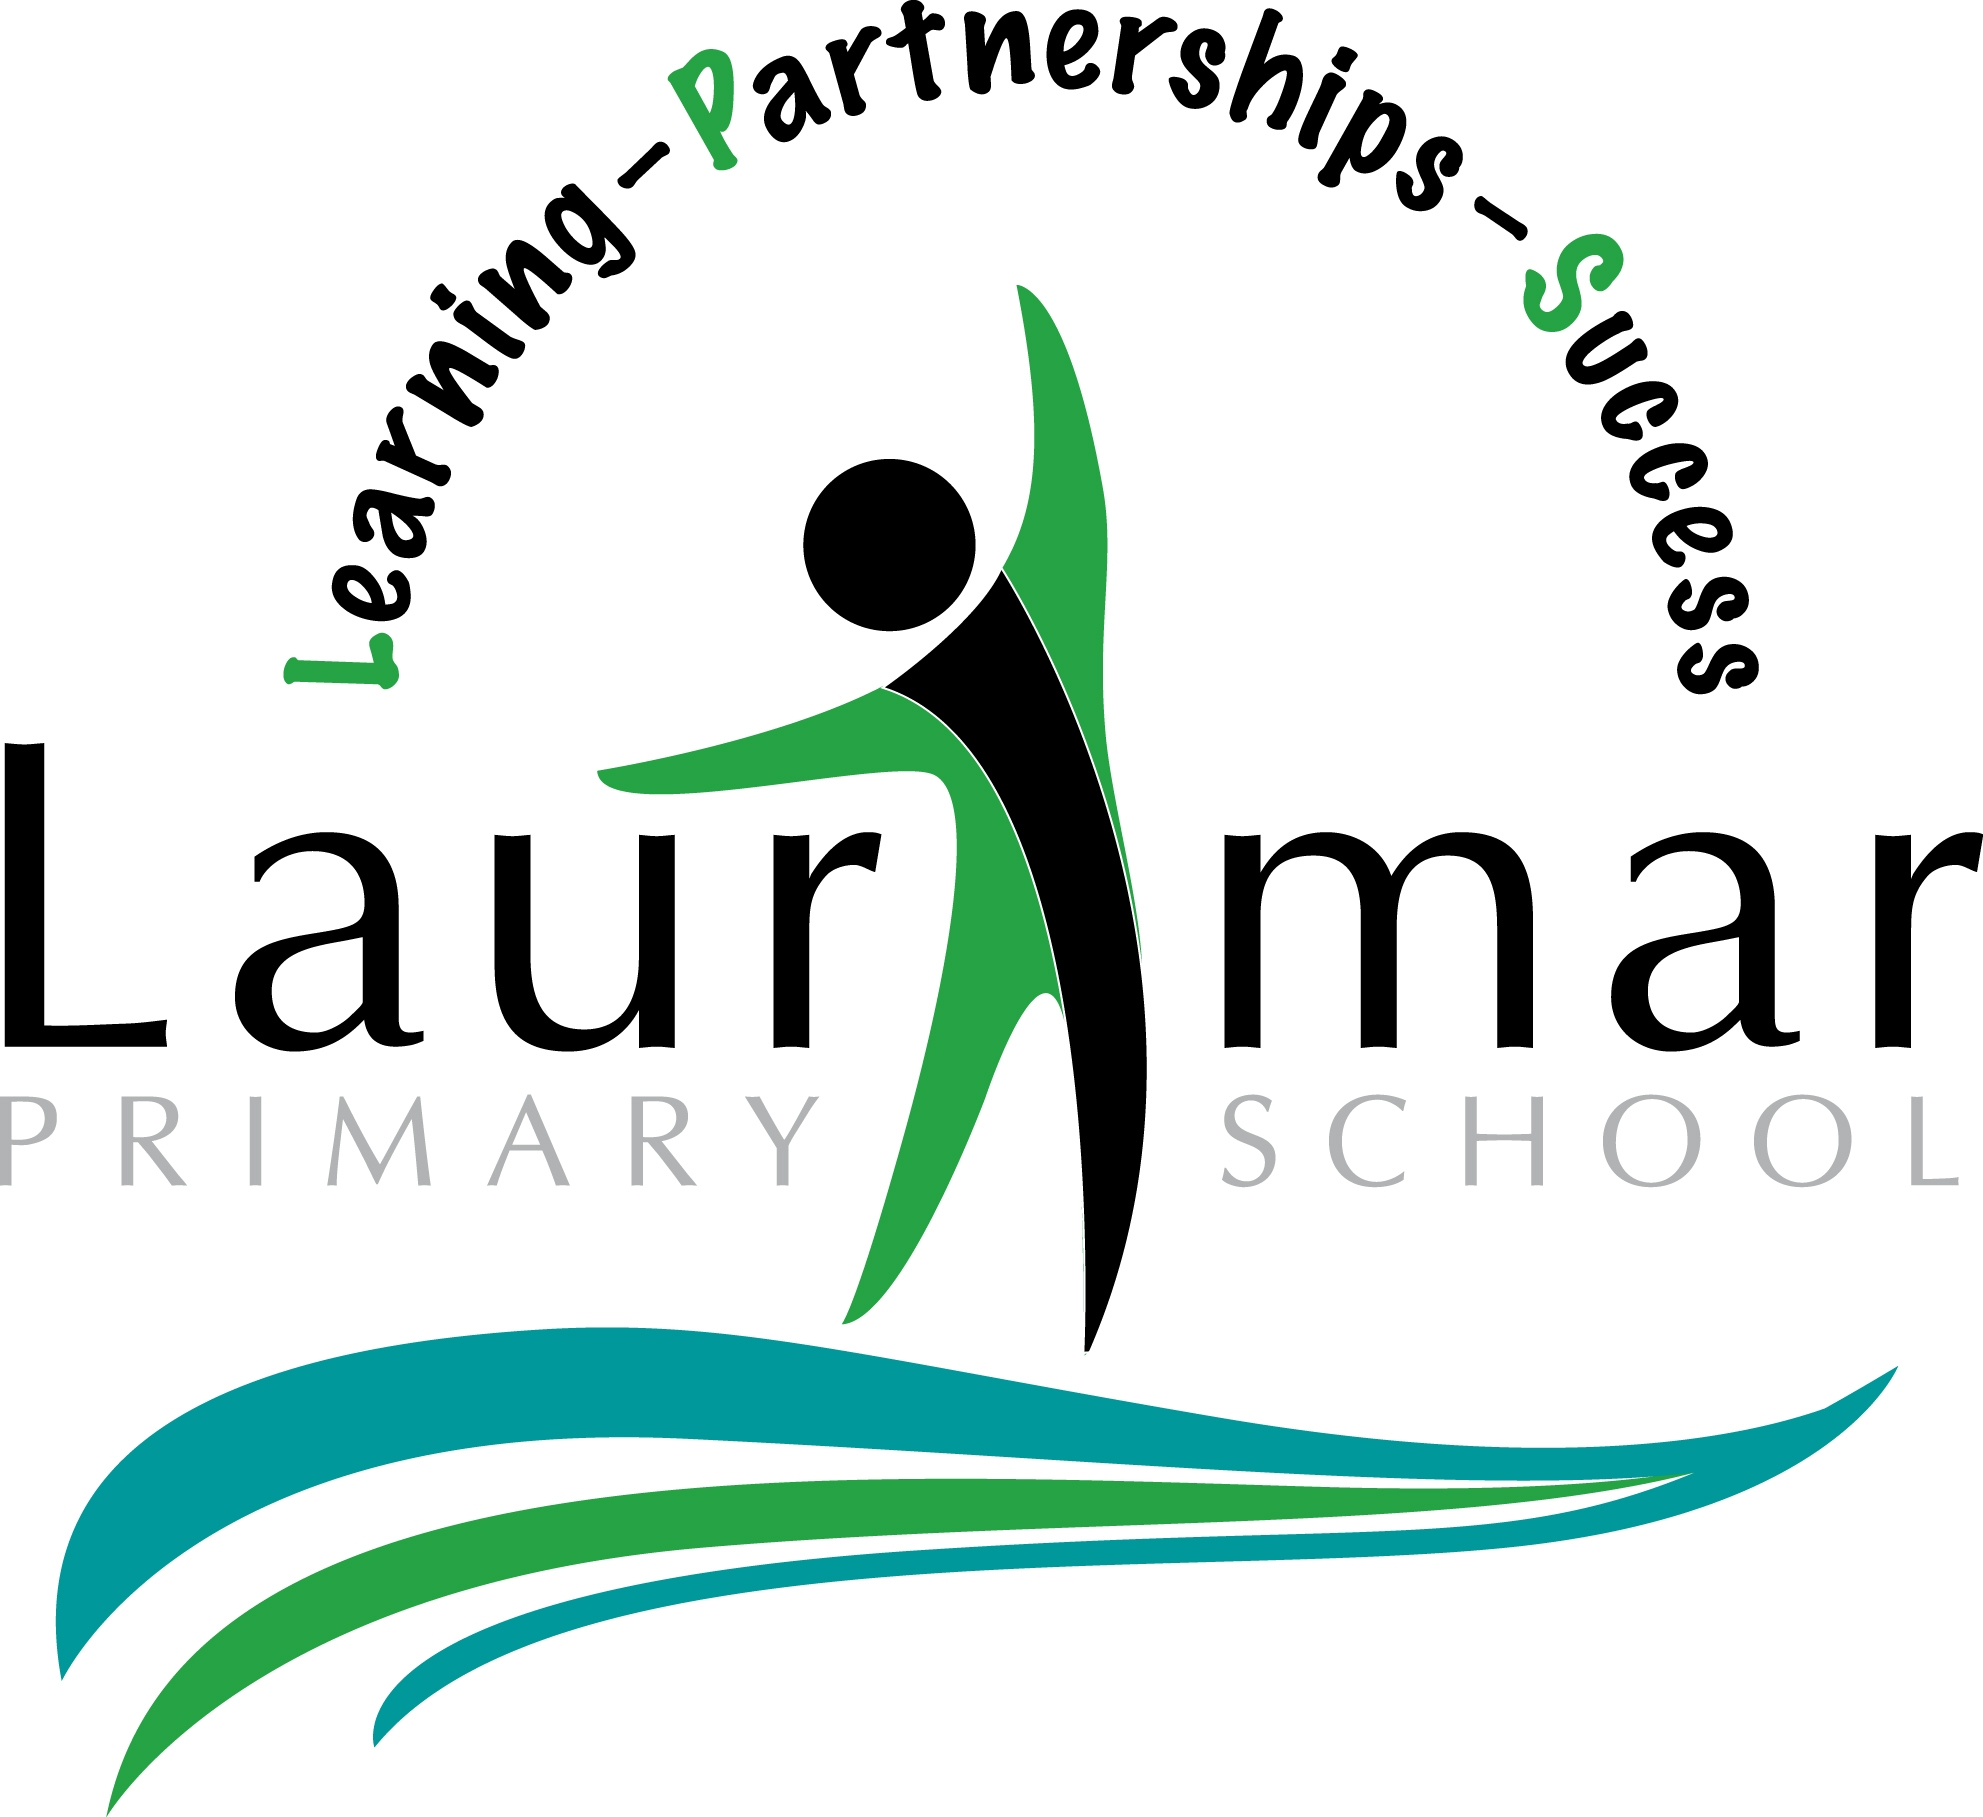 Learning - Partnerships - Success
Laurimar
PRIMARY SCHOOL